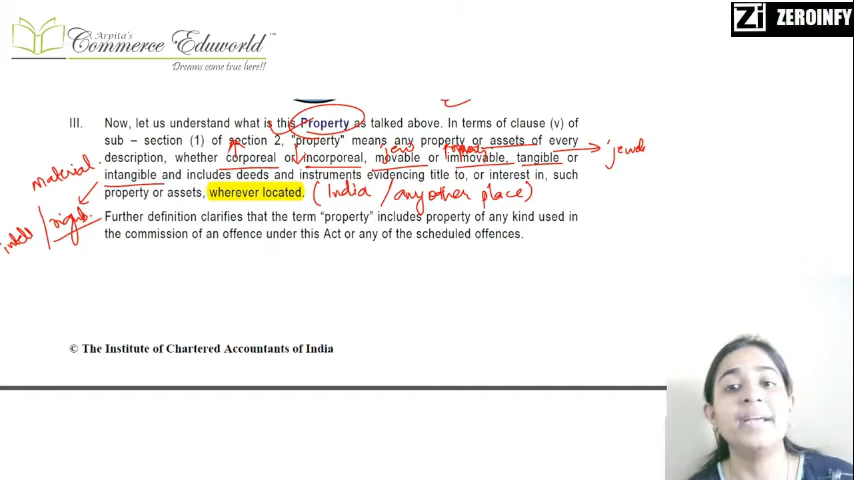 Arpita's
Commerce Eduworld™
Dreams come true here!!
Zi ZEROINFY
III. Now, let us understand what is this Property as talked above. In terms of clause (v) of
sub – section (1) of section 2, "property" means any property or assets of every
description, whether corporeal or incorporeal, movable or immovable, tangible or
intangible and includes deeds and instruments evidencing title to, or interest in, such
property or assets, wherever located. (India / any other place)
material
Further definition clarifies that the term "property" includes property of any kind used in
the commission of an offence under this Act or any of the scheduled offences.
© The Institute of Chartered Accountants of India